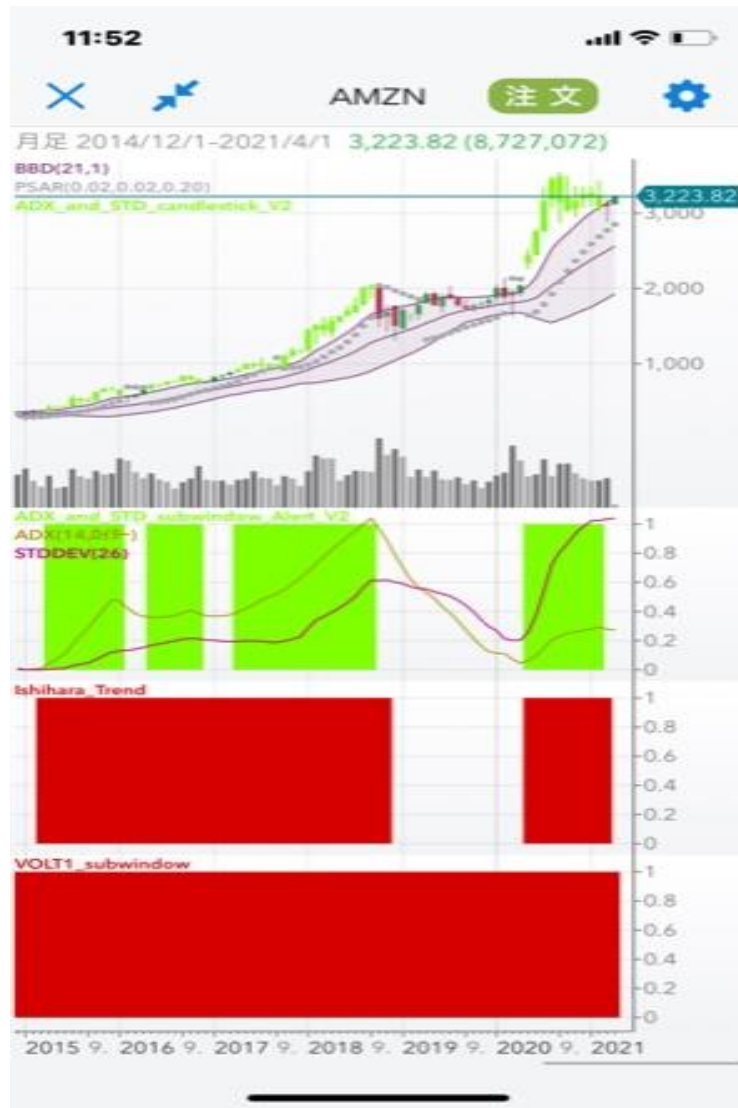 11:52
AMZN 注文
月足 2014/12/1-2021/4/1 3,223.82 (8,727,072)
BBD(21,1)
PSAR(0.02,0.02,0.20)
ADX_and_STD_candlestick_V2
3,223.82
3,000
2,000
1,000
ADX_and_STD_subwindow_Alert_V2
STDDEV(26)
1
0.8
0.6
0.4
0.2
0
Ishihara_Trend
1
0.8
0.6
0.4
0.2
0
VOLT1_subwindow
1
0.8
0.6
0.4
0.2
0
2015 9. 2016 9. 2017 9. 2018 9. 2019 9. 2020 9. 2021